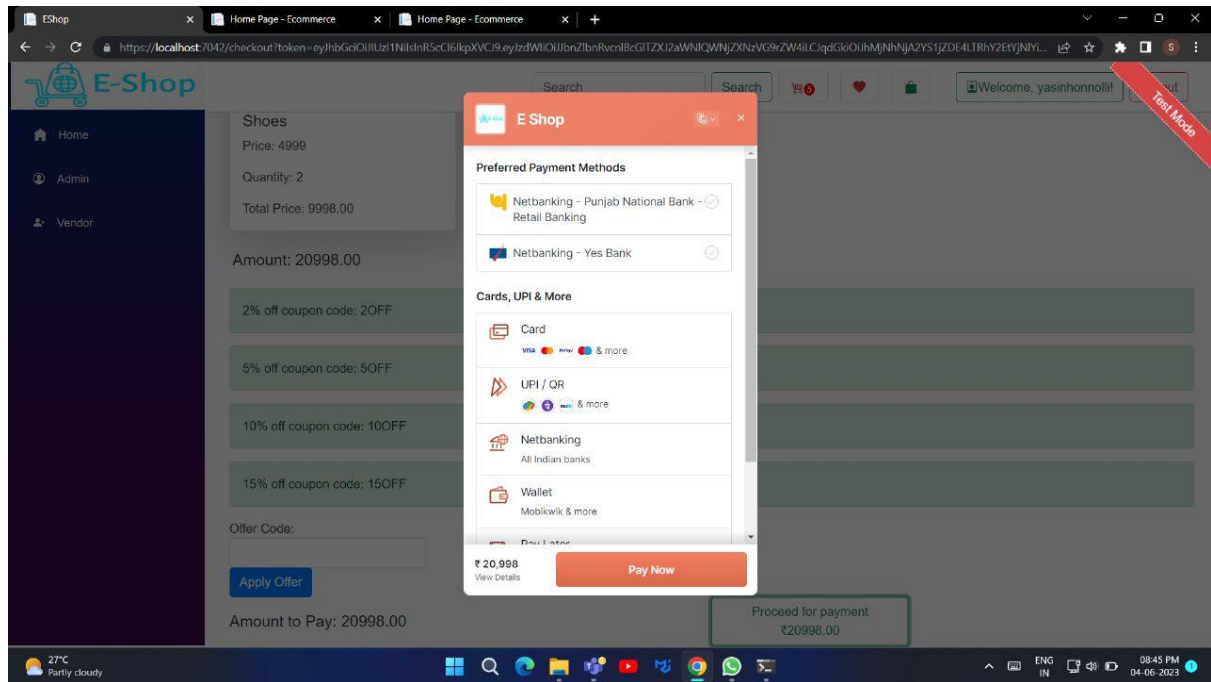 EShop
Home Page - Ecommerce
Home Page - Ecommerce
https://localhost:7042/checkout?token=
E-Shop
Search
Search
5
Welcome, yasinhonnolli!
Test Mode
Home
Admin
Vendor
Shoes
Price: 4999
Quantity: 2
Total Price: 9998.00
Amount: 20998.00
2% off coupon code: 2OFF
5% off coupon code: 5OFF
10% off coupon code: 10OFF
15% off coupon code: 15OFF
Offer Code:
Apply Offer
Amount to Pay: 20998.00
Proceed for payment
₹20998.00
E Shop
Preferred Payment Methods
Netbanking - Punjab National Bank -
Retail Banking
Netbanking - Yes Bank
Cards, UPI & More
Card
VISA & more
UPI / QR
& more
Netbanking
All Indian banks
Wallet
Mobikwik & more
Pay Later
₹ 20,998
View Details
Pay Now
27°C
Partly cloudy
ENG
IN
08:45 PM
04-06-2023
1